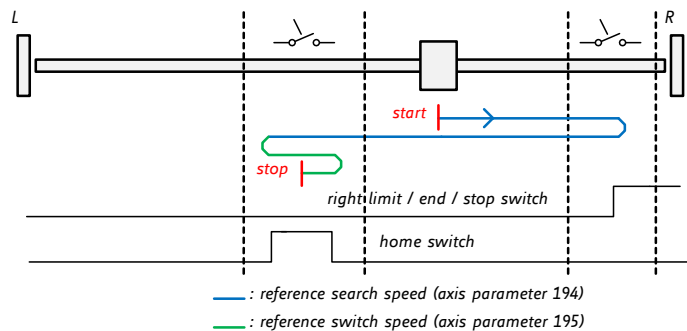 L
R
start
stop
right limit / end / stop switch
home switch
: reference search speed (axis parameter 194)
: reference switch speed (axis parameter 195)